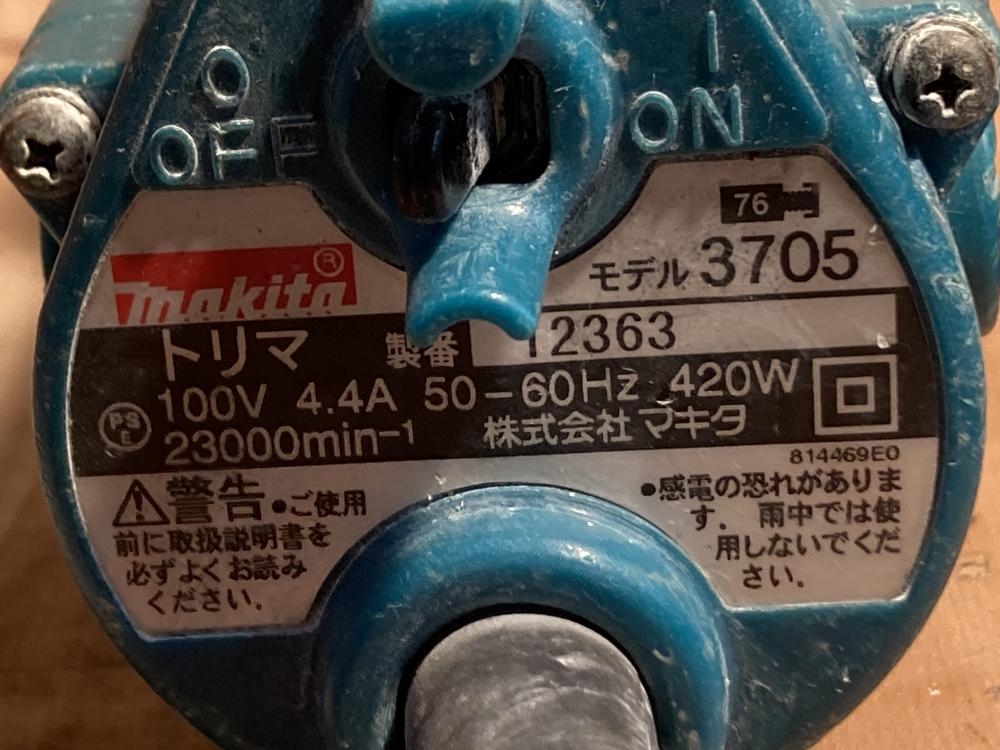 O
OFF
I
ON
76
makita®
モデル 3705
トリマ 製番 12363
100V 4.4A 50-60Hz 420W
PSE
23000min-1 株式会社マキタ
814469E0
⚠警告 •ご使用
前に取扱説明書を
必ずよくお読み
ください.
•感電の恐れがありま
す. 雨中では使
用しないでくだ
さい.